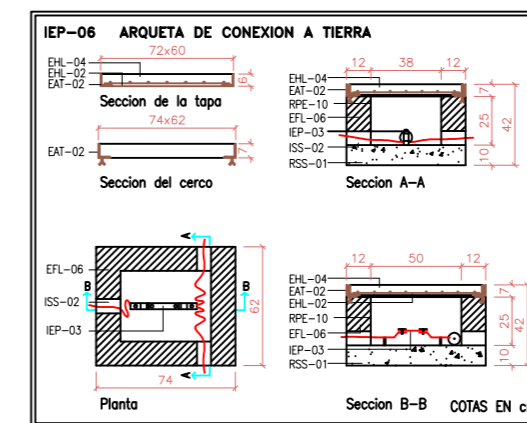 IEP-06 ARQUETA DE CONEXION A TIERRA
72x60
EHL-04
EHL-02
EAT-02
6
Seccion de la tapa
74x62
EAT-02
7
Seccion del cerco
12 38 12
EHL-04
EAT-02
RPE-10
EFL-06
IEP-03
ISS-02
RSS-01
7
25
10
42
Seccion A-A
A
EFL-06
ISS-02
B
B
IEP-03
62
A
74
Planta
12 50 12
EHL-04
EAT-02
EHL-02
RPE-10
EFL-06
IEP-03
RSS-01
7
25
10
42
Seccion B-B COTAS EN